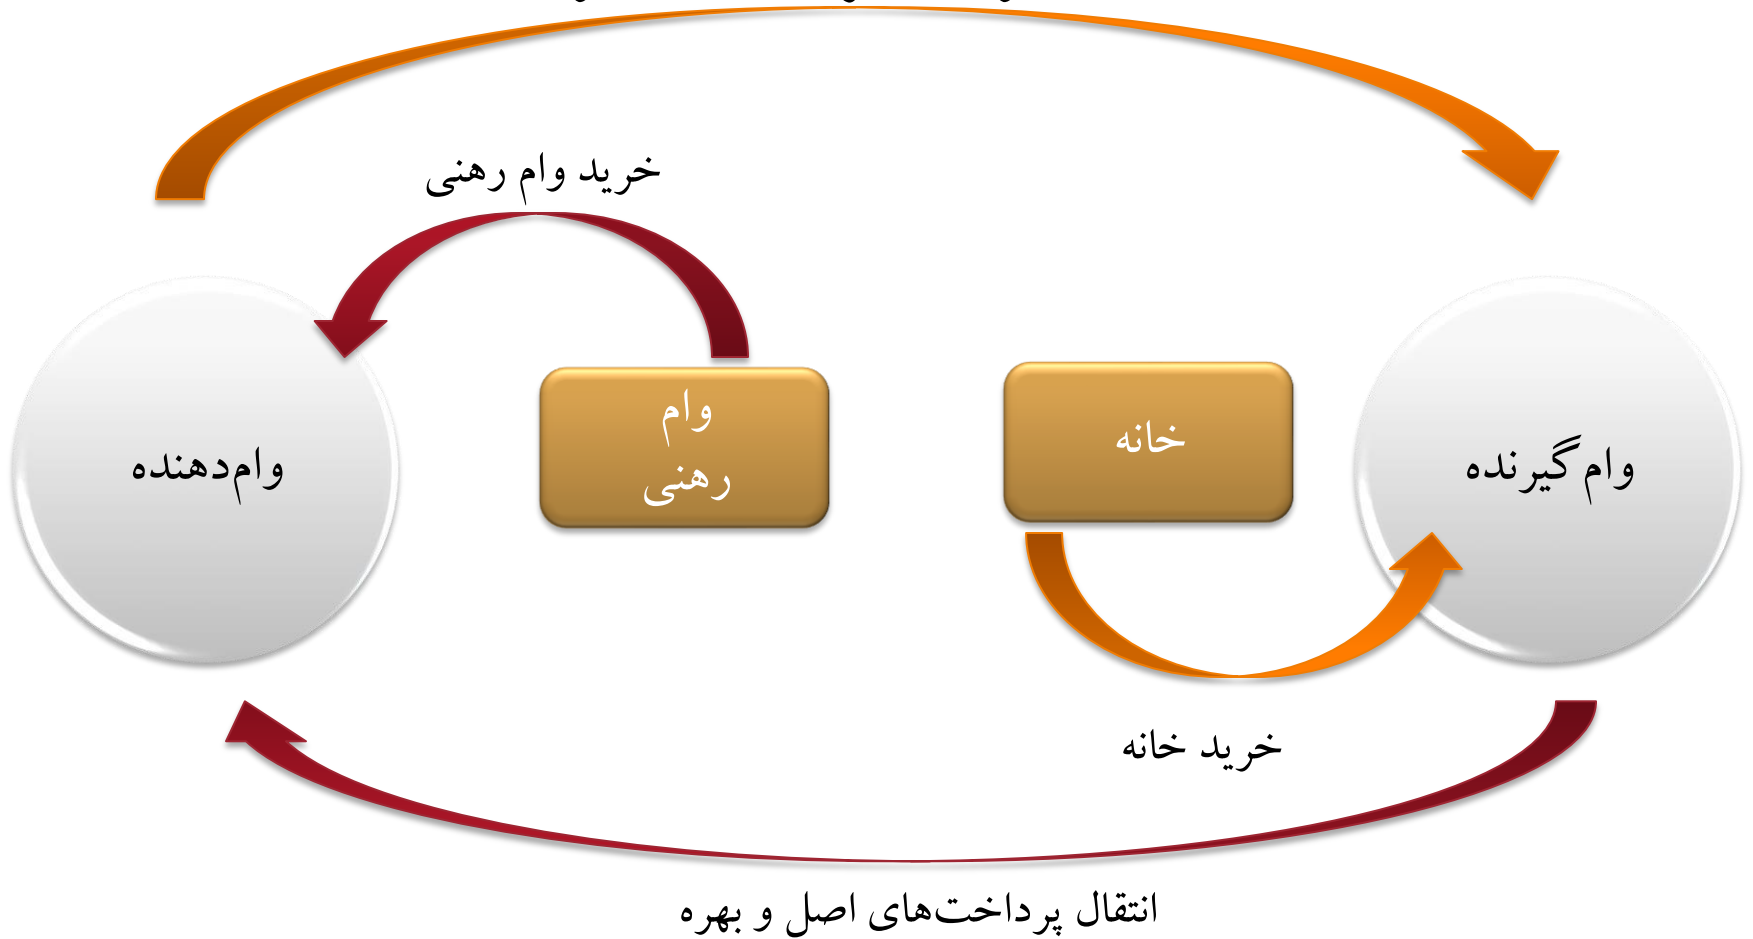 خرید وام رهنی
وام
رهنی
خانه
وام‌دهنده
وام‌گیرنده
خرید خانه
انتقال پرداخت‌های اصل و بهره